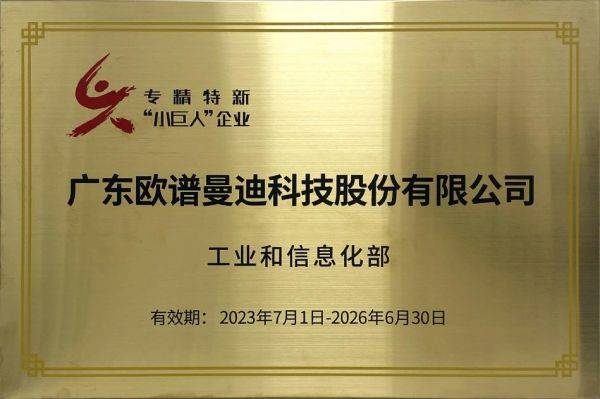 专精特新
“小巨人”企业
广东欧谱曼迪科技股份有限公司
工业和信息化部
有效期： 2023年7月1日-2026年6月30日